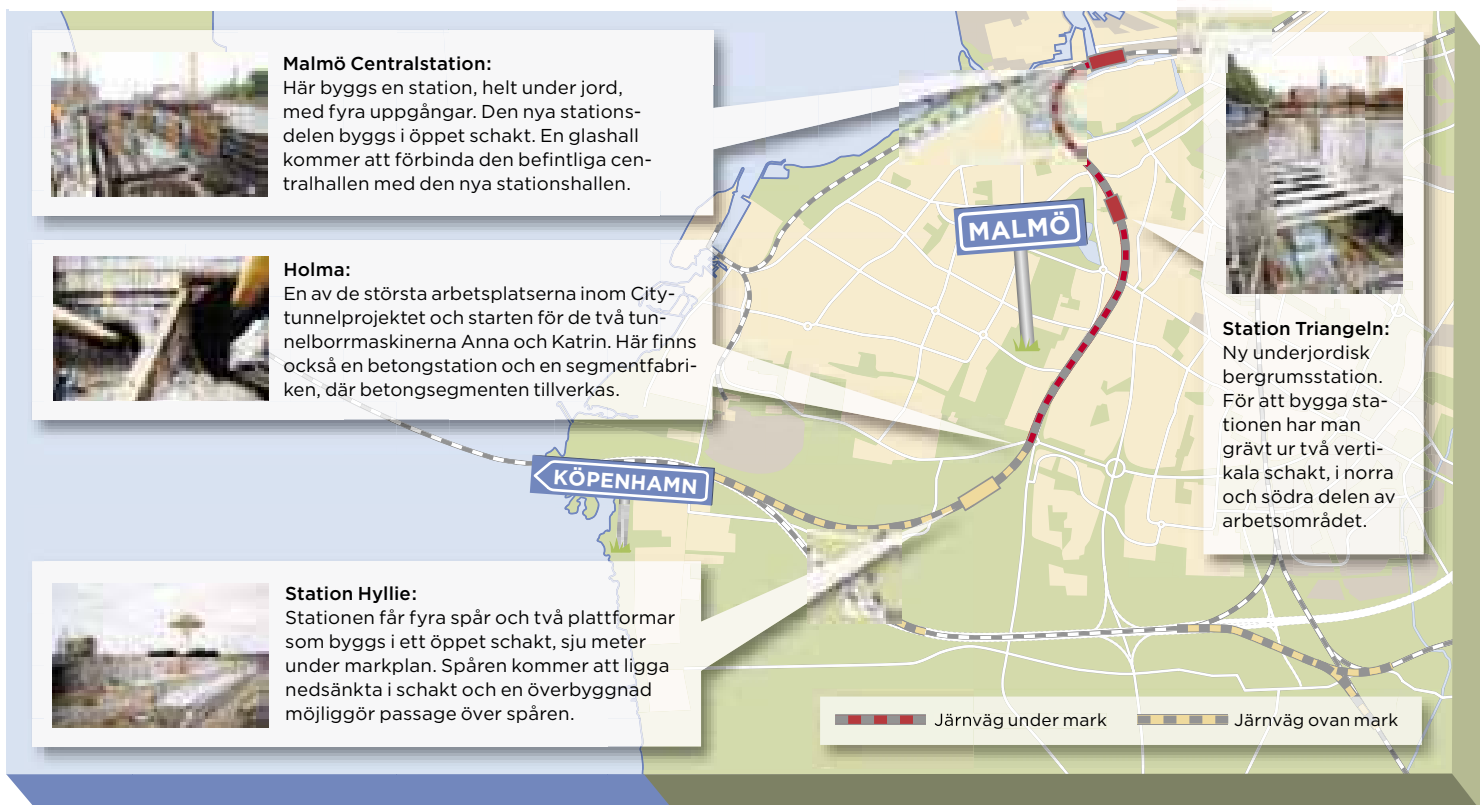 Malmö Centralstation:
Här byggs en station, helt under jord,
med fyra uppgångar. Den nya stations-
delen byggs i öppet schakt. En glashall
kommer att förbinda den befintliga cen-
tralhallen med den nya stationshallen.
Holma:
En av de största arbetsplatserna inom City-
tunnelprojektet och starten för de två tun-
nelborrmaskinerna Anna och Katrin. Här finns
också en betongstation och en segmentfabri-
ken, där betongsegmenten tillverkas.
MALMÖ
KÖPENHAMN
Station Triangeln:
Ny underjordisk
bergrumsstation.
För att bygga sta-
tionen har man
grävt ur två verti-
kala schakt, i norra
och södra delen av
arbetsområdet.
Station Hyllie:
Stationen får fyra spår och två plattformar
som byggs i ett öppet schakt, sju meter
under markplan. Spåren kommer att ligga
nedsänkta i schakt och en överbyggnad
möjliggör passage över spåren.
Järnväg under mark
Järnväg ovan mark